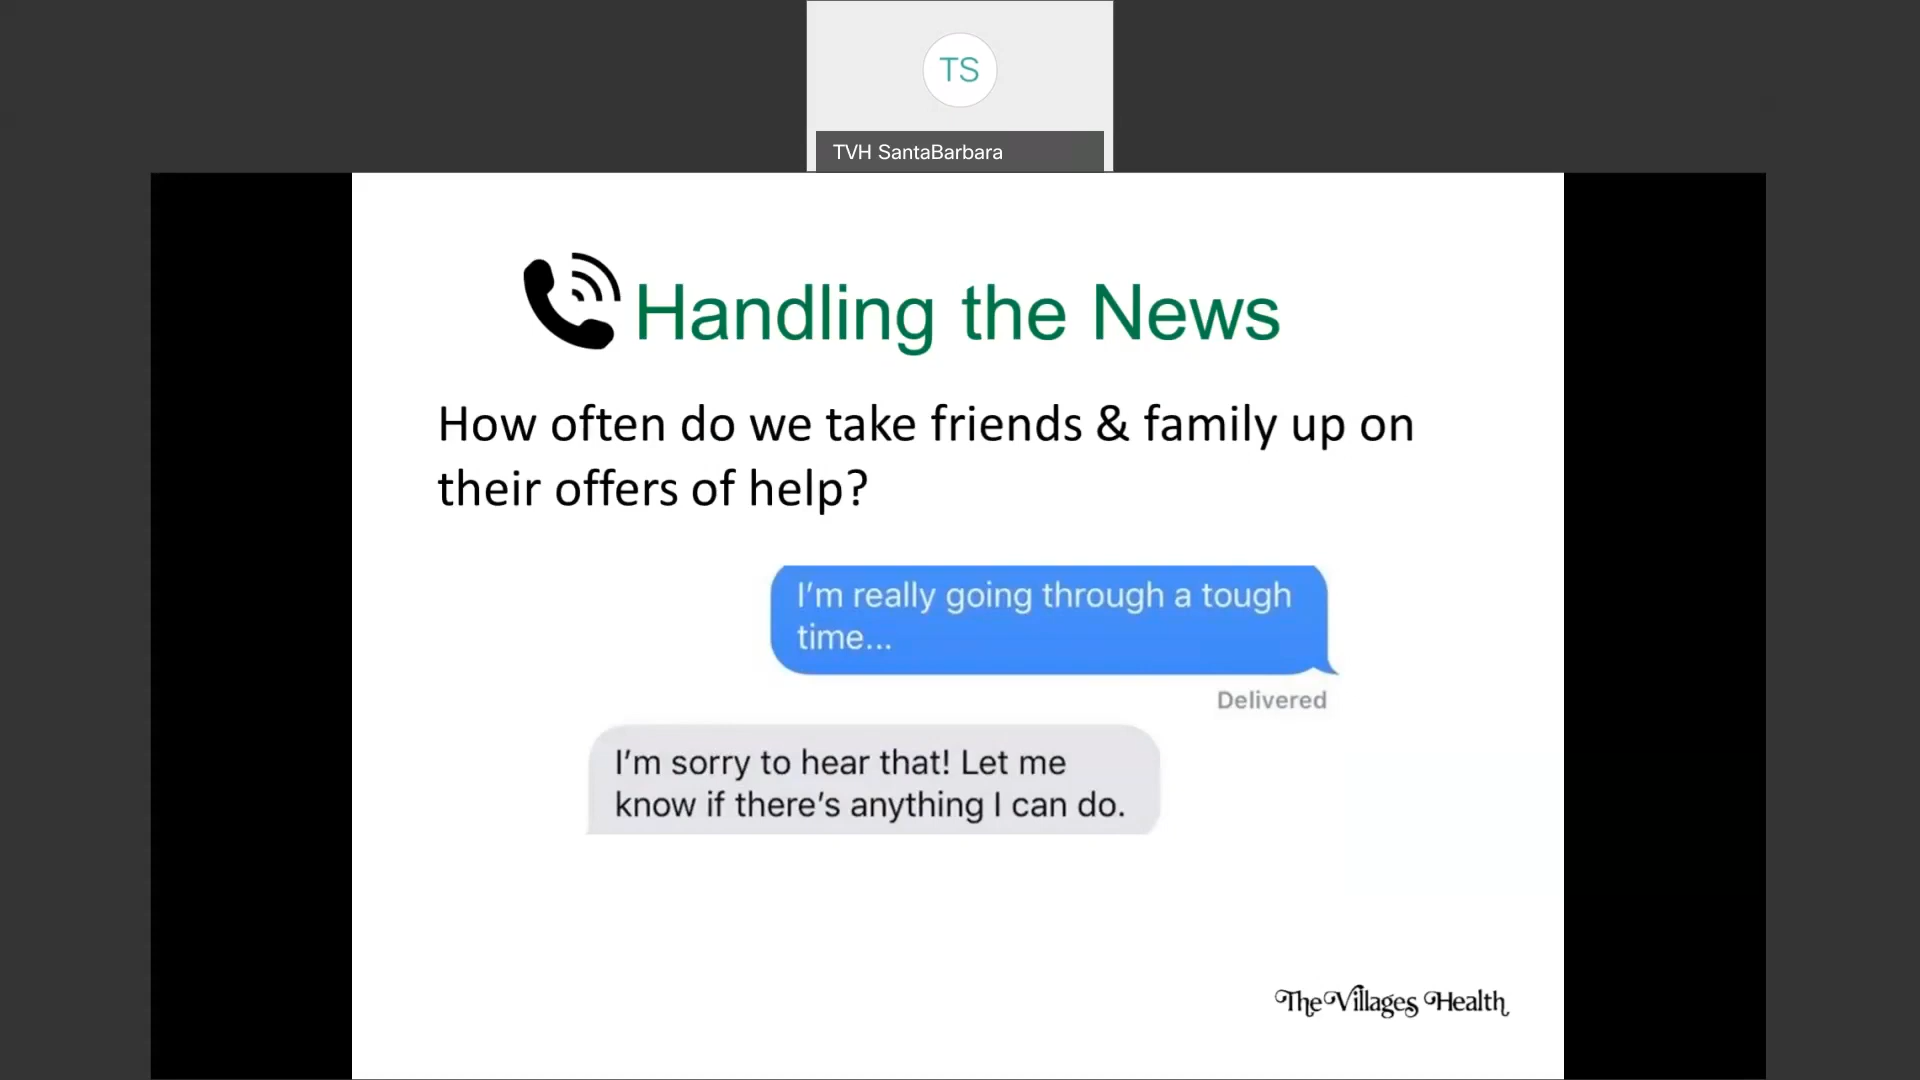 TS
TVH SantaBarbara
Handling the News
How often do we take friends & family up on
their offers of help?
I'm really going through a tough
time...
Delivered
I'm sorry to hear that! Let me
know if there's anything I can do.
The Villages Health